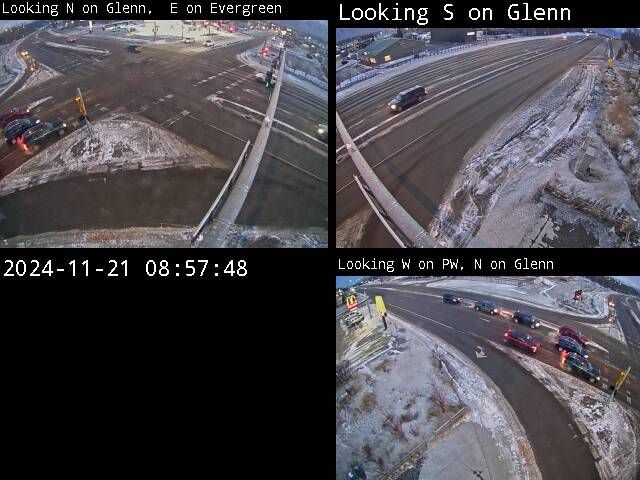 Looking N on Glenn,  E on Evergreen
Looking S on Glenn
2024-11-21 08:57:48
Looking W on PW, N on Glenn